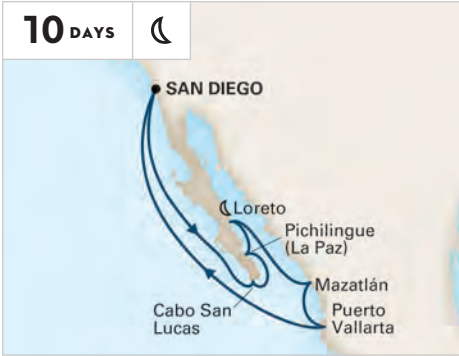 10 DAYS
SAN DIEGO
Loreto
Pichilingue
(La Paz)
Mazatlán
Cabo San
Lucas
Puerto
Vallarta